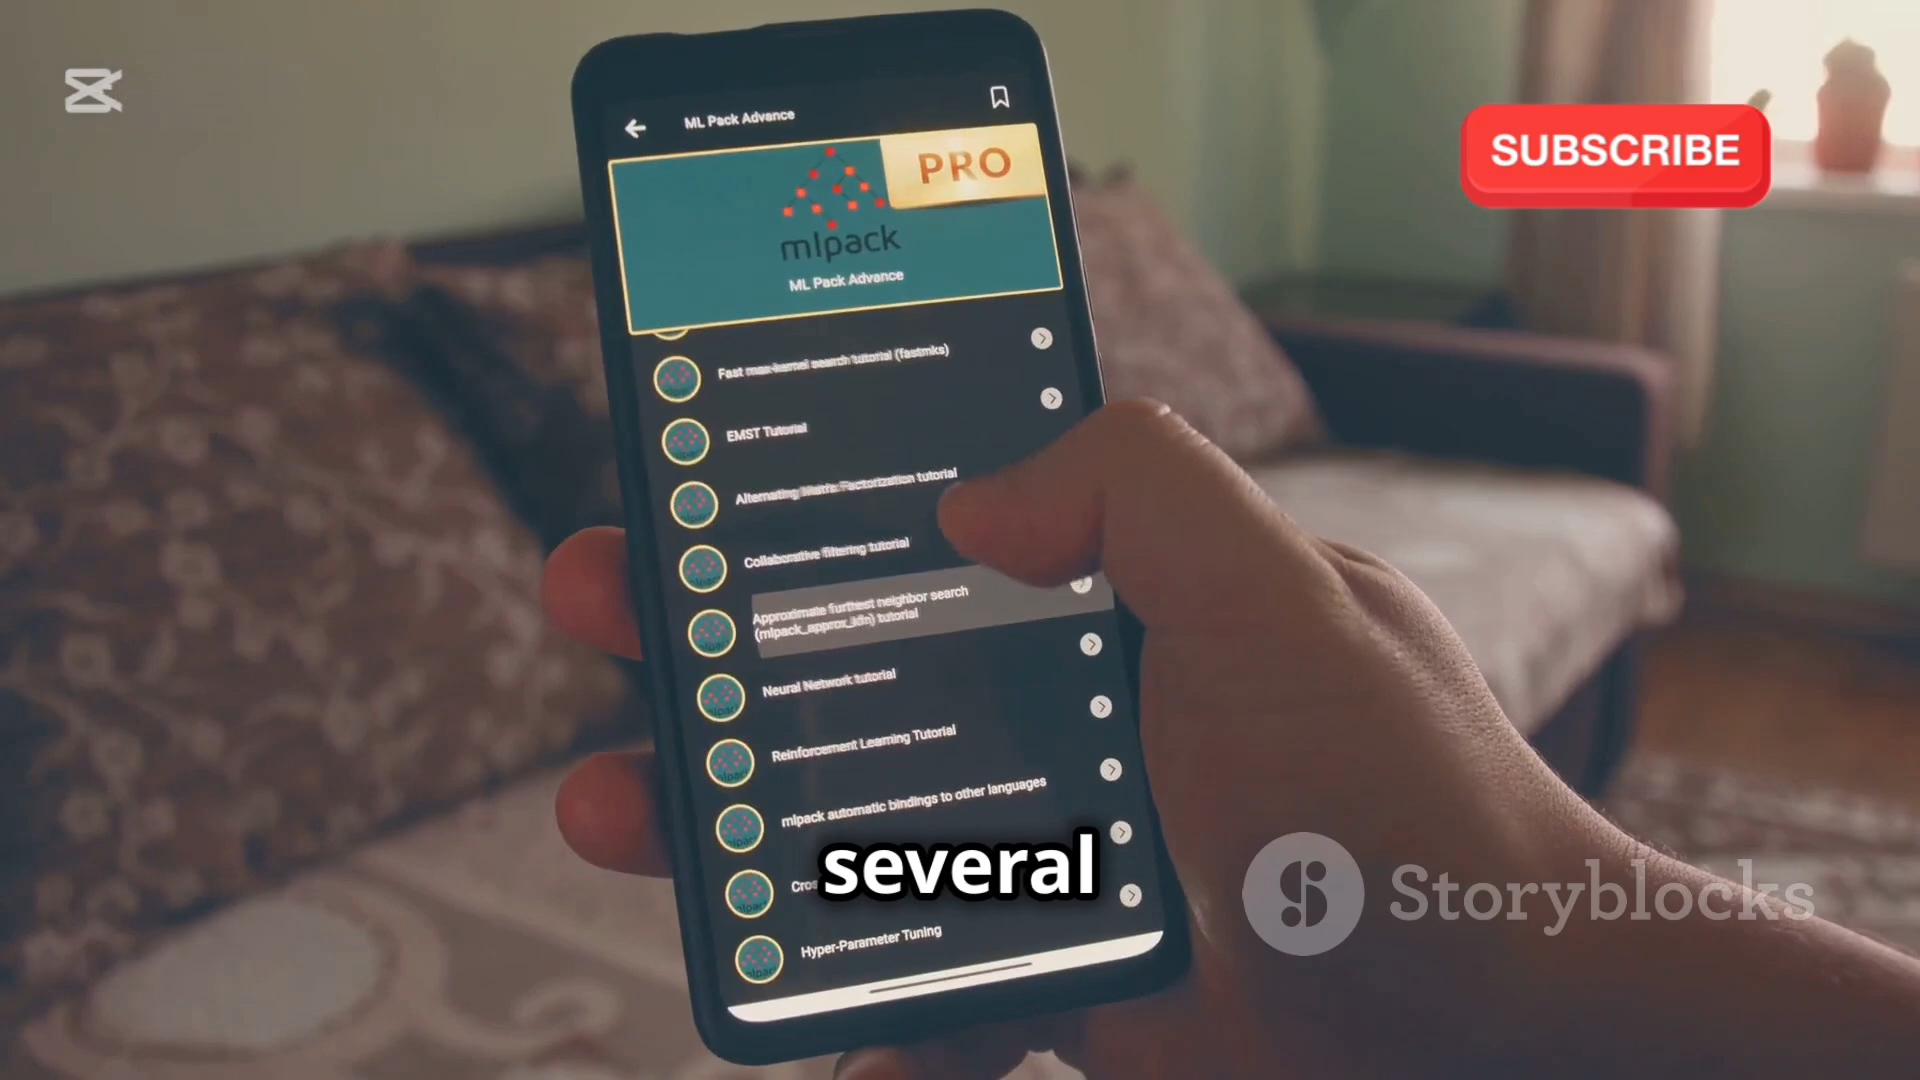 ML Pack Advance
SUBSCRIBE
PRO
mlpack
ML Pack Advance
Fast max-kernel search tutorial (fastmks)
EMST Tutorial
Alternating Matrix Factorization tutorial
Collaborative filtering tutorial
Approximate furthest neighbor search
(mlpack_approx_kfn) tutorial
Neural Network tutorial
Reinforcement Learning Tutorial
mlpack automatic bindings to other languages
several
Storyblocks
Hyper-Parameter Tuning